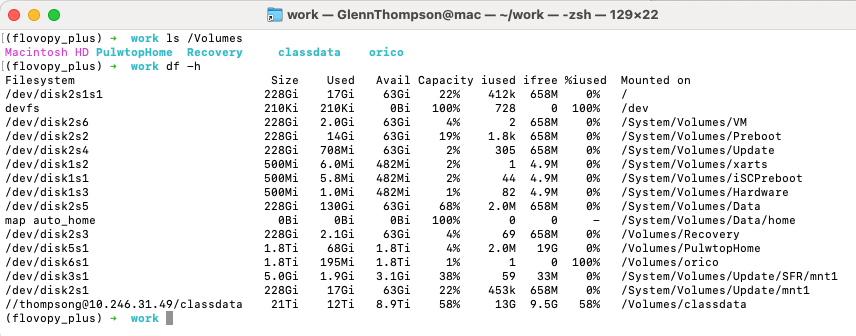 work — GlennThompson@mac — ~/work — -zsh — 129×22
[(flovopy_plus) ➜  work ls /Volumes
Macintosh HD PulwtopHome  Recovery     classdata    orico
[(flovopy_plus) ➜  work df -h
Filesystem                            Size    Used   Avail Capacity iused ifree %iused  Mounted on
/dev/disk2s1s1                       228Gi    17Gi    63Gi    22%    412k  658M    0%   /
devfs                                210Ki   210Ki     0Bi   100%     728     0  100%   /dev
/dev/disk2s6                         228Gi   2.0Gi    63Gi     4%       2  658M    0%   /System/Volumes/VM
/dev/disk2s2                         228Gi    14Gi    63Gi    19%    1.8k  658M    0%   /System/Volumes/Preboot
/dev/disk2s4                         228Gi   708Mi    63Gi     2%     305  658M    0%   /System/Volumes/Update
/dev/disk1s2                         500Mi   6.0Mi   482Mi     2%       1  4.9M    0%   /System/Volumes/xarts
/dev/disk1s1                         500Mi   5.8Mi   482Mi     2%      44  4.9M    0%   /System/Volumes/iSCPreboot
/dev/disk1s3                         500Mi   1.0Mi   482Mi     1%      82  4.9M    0%   /System/Volumes/Hardware
/dev/disk2s5                         228Gi   130Gi    63Gi    68%    2.0M  658M    0%   /System/Volumes/Data
map auto_home                          0Bi     0Bi     0Bi   100%       0     0     -   /System/Volumes/Data/home
/dev/disk2s3                         228Gi   2.1Gi    63Gi     4%      69  658M    0%   /Volumes/Recovery
/dev/disk5s1                         1.8Ti    68Gi   1.8Ti     4%    2.0M   19G    0%   /Volumes/PulwtopHome
/dev/disk6s1                         1.8Ti   195Mi   1.8Ti     1%       1     0  100%   /Volumes/orico
/dev/disk3s1                         5.0Gi   1.9Gi   3.1Gi    38%      59   33M    0%   /System/Volumes/Update/SFR/mnt1
/dev/disk2s1                         228Gi    17Gi    63Gi    22%    453k  658M    0%   /System/Volumes/Update/mnt1
//thompsong@10.246.31.49/classdata    21Ti    12Ti   8.9Ti    58%     13G  9.5G   58%   /Volumes/classdata
(flovopy_plus) ➜  work